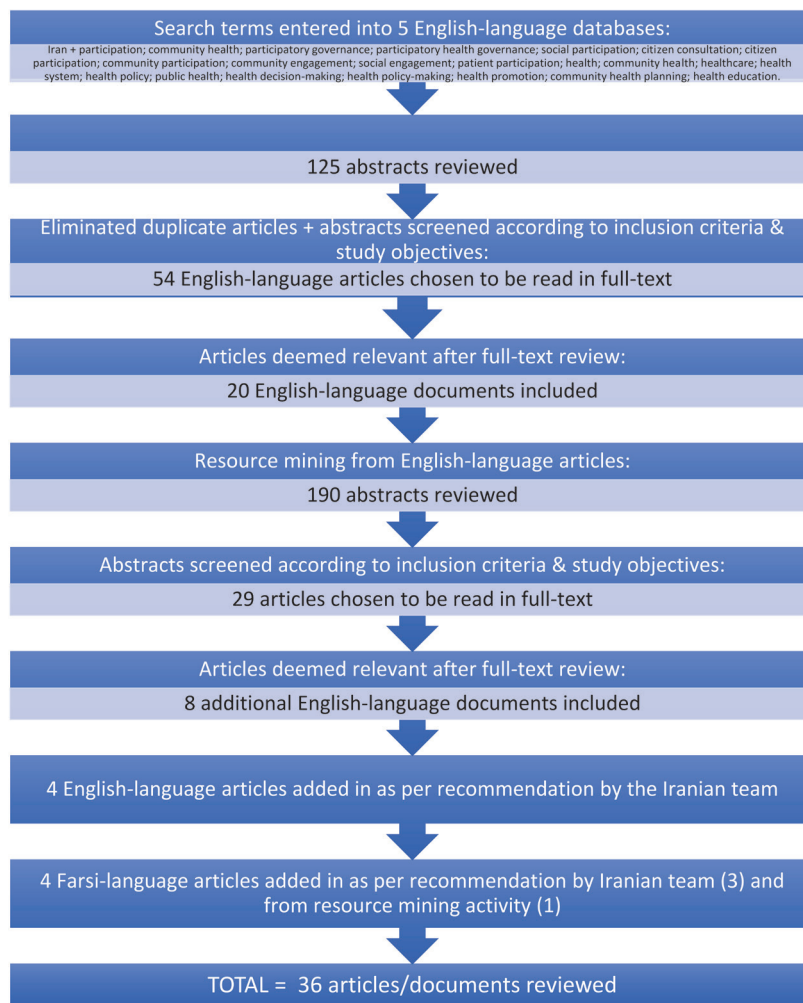 Search terms entered into 5 English-language databases:
Iran + participation; community health; participatory governance; participatory health governance; social participation; citizen consultation; citizen
participation; community participation; community engagement; social engagement; patient participation; health; community health; healthcare; health
system; health policy; public health; health decision-making; health policy-making; health promotion; community health planning; health education.
125 abstracts reviewed
Eliminated duplicate articles + abstracts screened according to inclusion criteria &
study objectives:
54 English-language articles chosen to be read in full-text
Articles deemed relevant after full-text review:
20 English-language documents included
Resource mining from English-language articles:
190 abstracts reviewed
Abstracts screened according to inclusion criteria & study objectives:
29 articles chosen to be read in full-text
Articles deemed relevant after full-text review:
8 additional English-language documents included
4 English-language articles added in as per recommendation by the Iranian team
4 Farsi-language articles added in as per recommendation by Iranian team (3) and
from resource mining activity (1)
TOTAL = 36 articles/documents reviewed